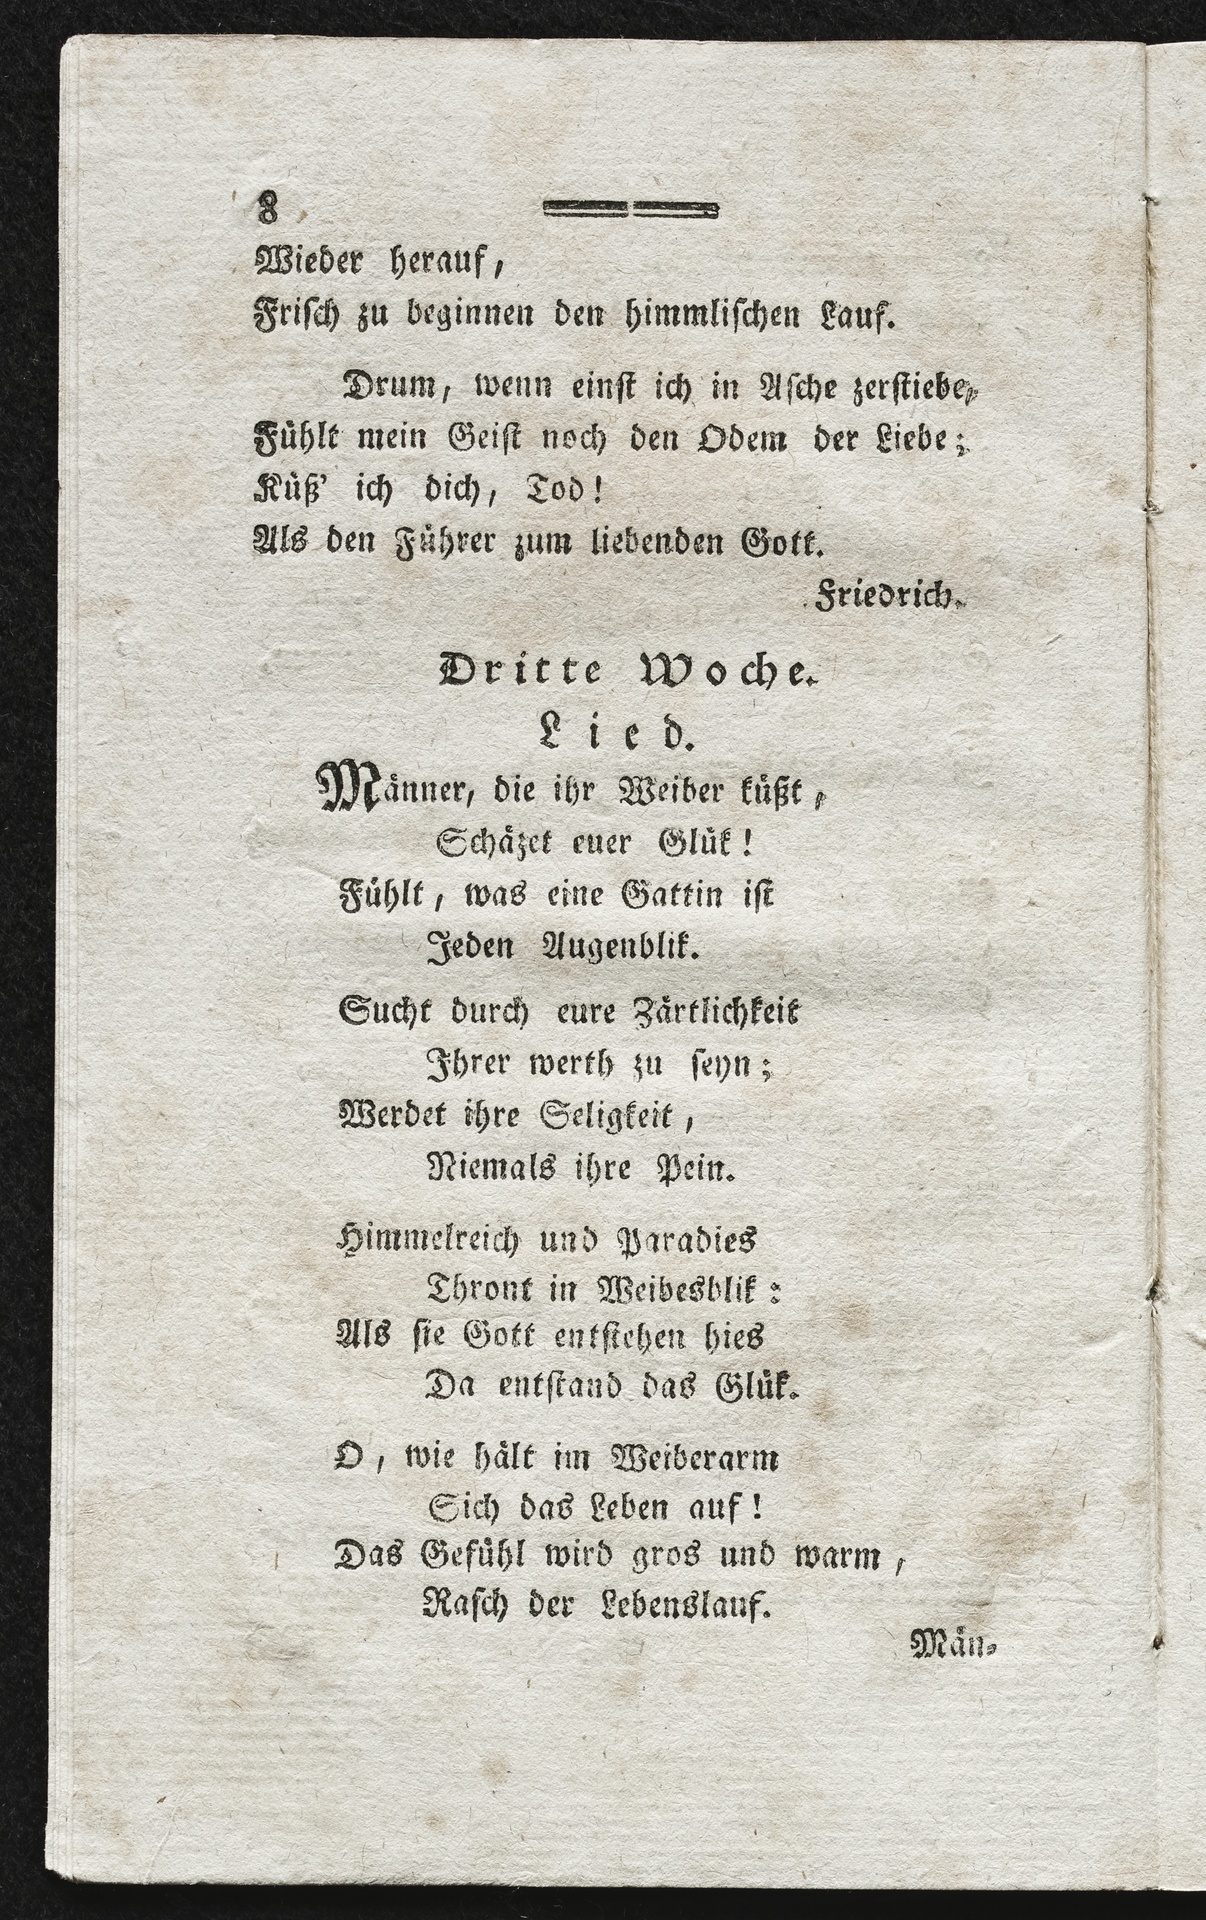 8
Wieder herauf,
Friſch zu beginnen den himmliſchen Lauf.
Drum, wenn einſt ich in Aſche zerſtiebe,
Fühlt mein Geiſt noch den Odem der Liebe;
Küß' ich dich, Tod!
Als den Führer zum liebenden Gott.
Friedrich.
Dritte Woche.
Lied.
Männer, die ihr Weiber küßt,
Schäzet euer Glük!
Fühlt, was eine Gattin iſt
Jeden Augenblik.
Sucht durch eure Zärtlichkeit
Ihrer werth zu ſeyn;
Werdet ihre Seligkeit,
Niemals ihre Pein.
Himmelreich und Paradies
Thront in Weibesblik:
Als ſie Gott entſtehen hies
Da entſtand das Glük.
O, wie hält im Weiberarm
Sich das Leben auf!
Das Gefühl wird gros und warm,
Raſch der Lebenslauf.
Män-